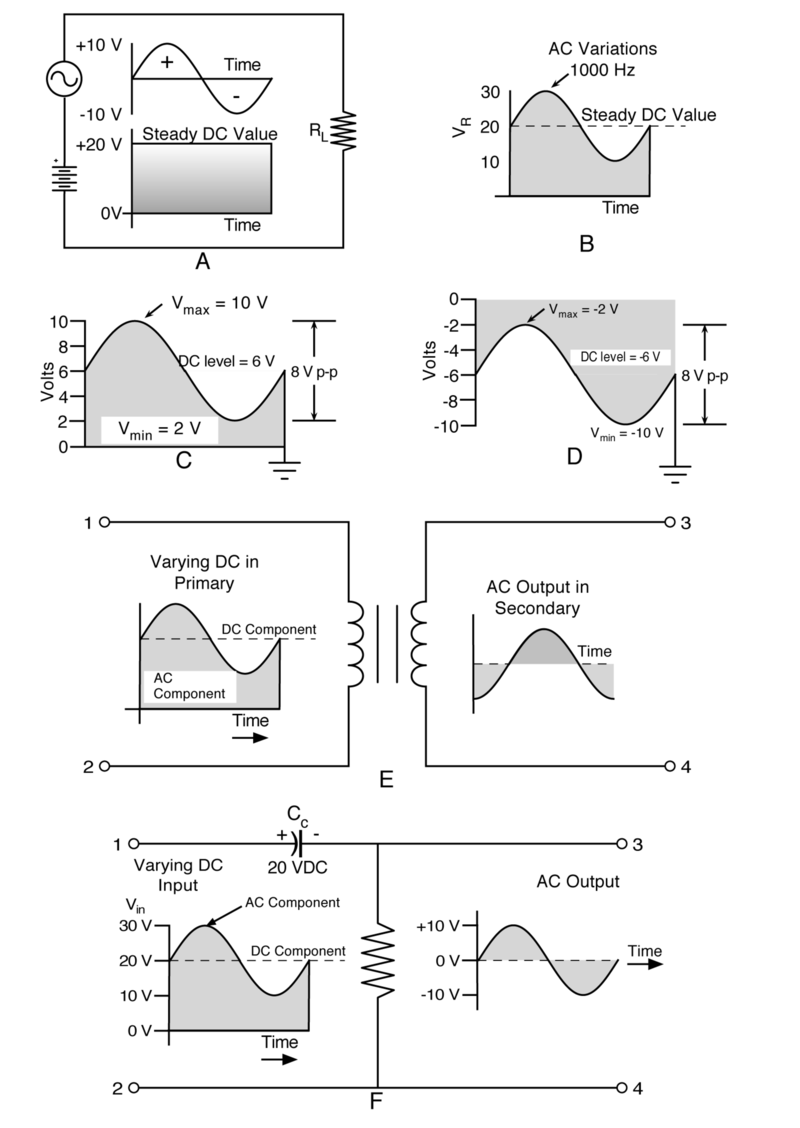 +10 V
+
Time
-
-10 V
Steady DC Value
+20 V
+
0V
Time
RL
A
AC Variations
1000 Hz
30
Steady DC Value
20
VR
10
Time
B
Vmax = 10 V
10
8
DC level = 6 V
6
8 V p-p
Volts
4
2
Vmin = 2 V
0
C
0
Vmax = -2 V
-2
-4
DC level = -6 V
Volts
-6
8 V p-p
-8
-10
Vmin = -10 V
D
1
3
Varying DC in
Primary
DC Component
AC
Component
Time
AC Output in
Secondary
Time
2
4
E
Cc
+ -
1
3
20 VDC
Varying DC
Input
AC Output
Vin
AC Component
30 V
DC Component
20 V
10 V
0 V
Time
+10 V
0 V
Time
-10 V
2
4
F